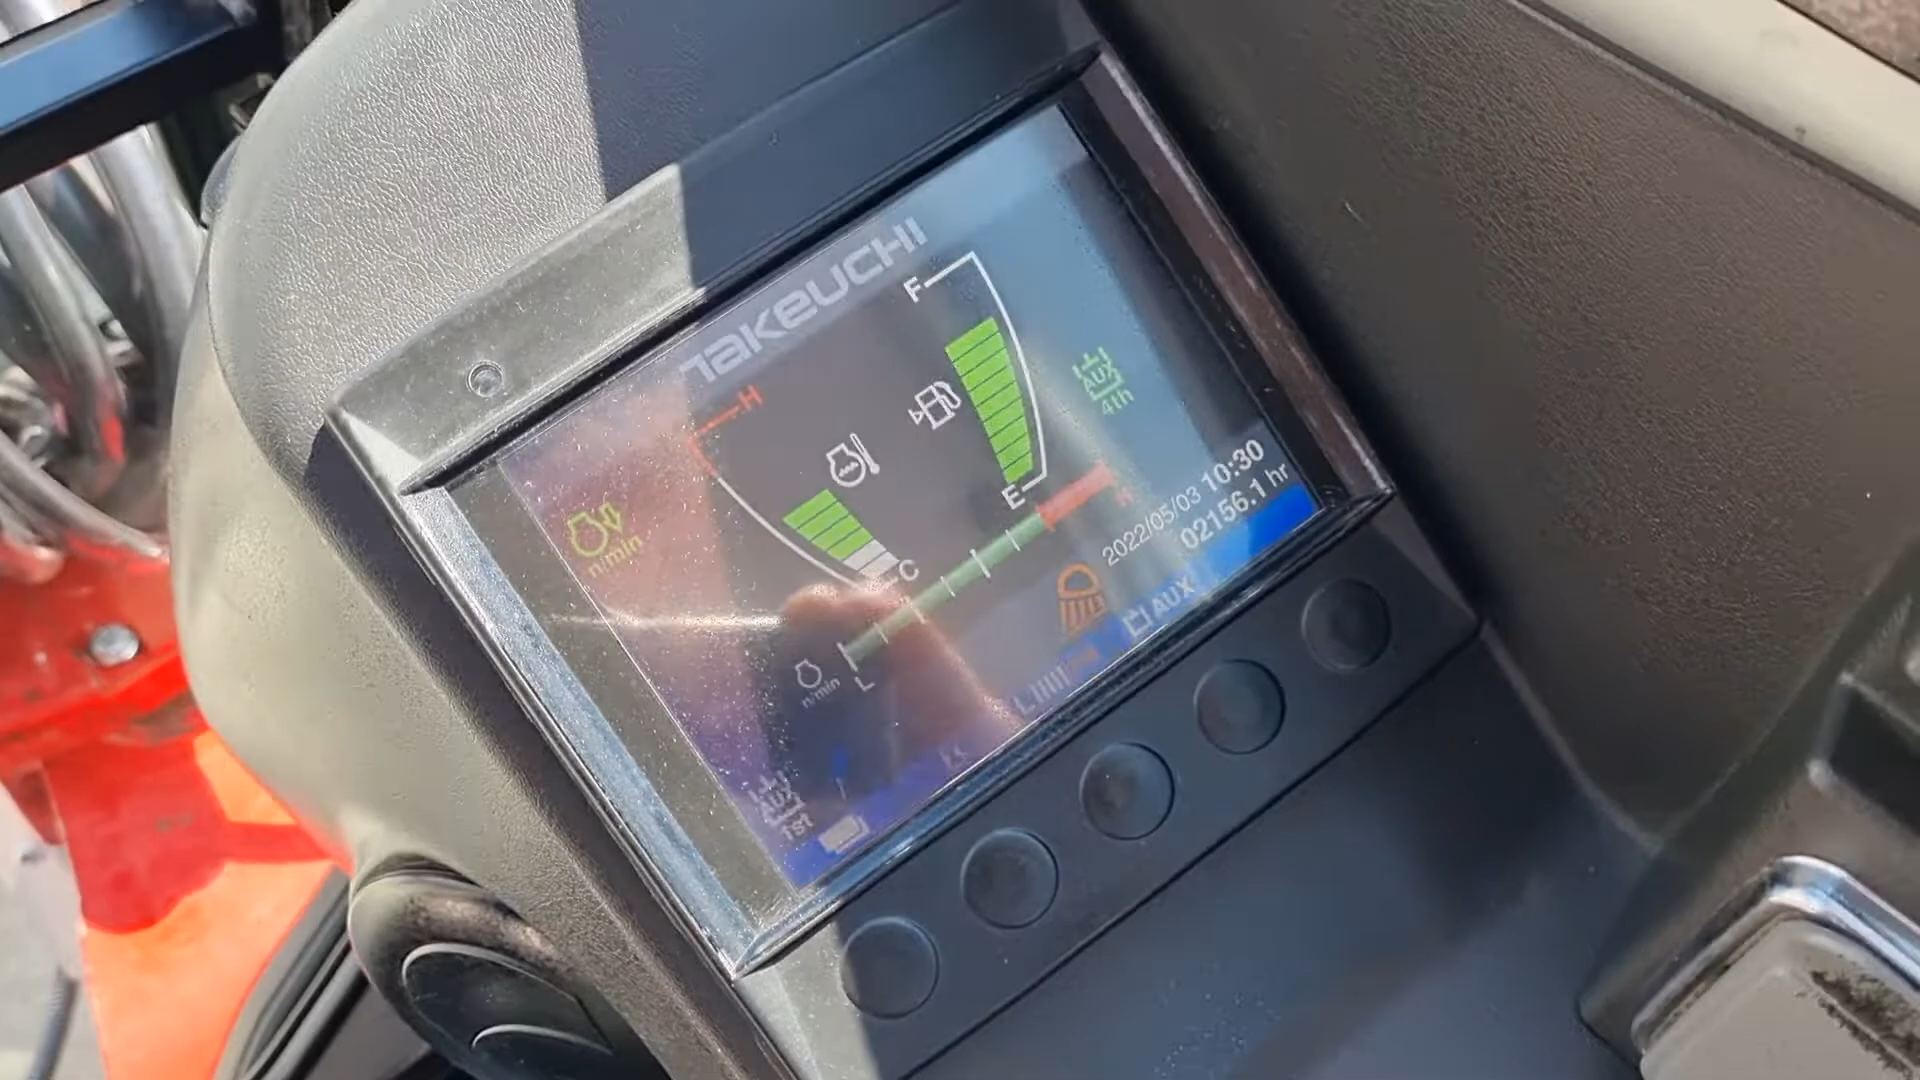 TAKEUCHI
F
H
AUX
4th
n/min
E
C
H
2022/05/03 10:30
02156.1 hr
n/min
L
AUX
AUX
1st